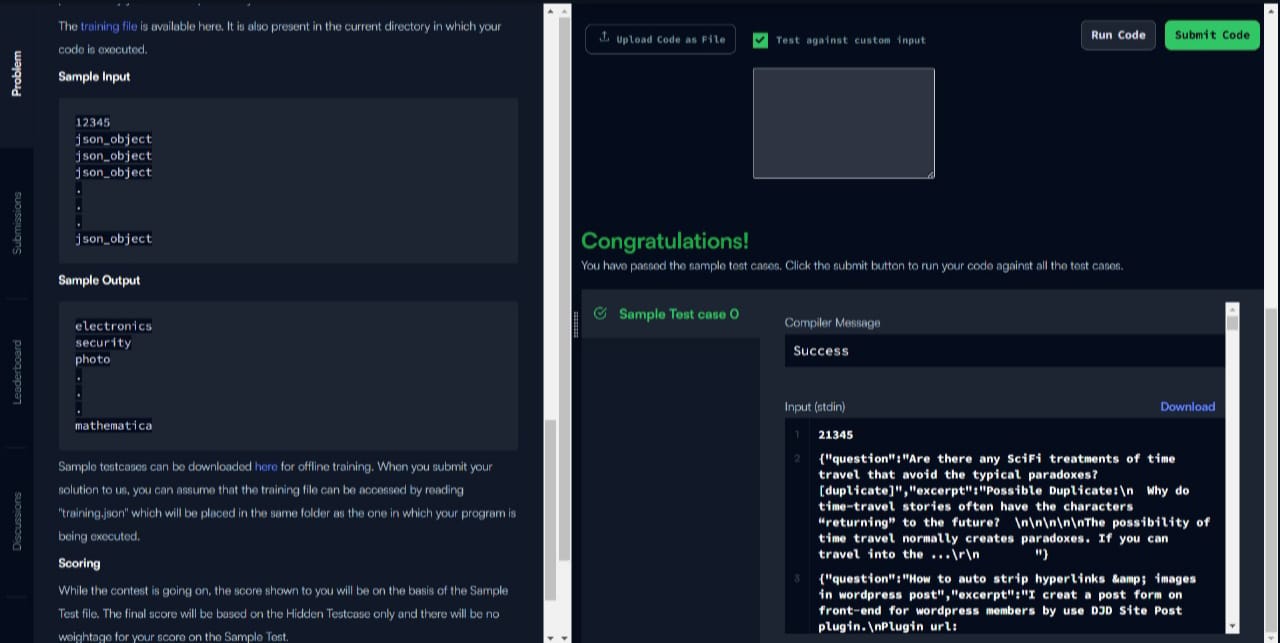 The training file is available here. It is also present in the current directory in which your
code is executed.
Sample Input
12345
json_object
json_object
json_object
.
.
.
json_object
Sample Output
electronics
security
photo
.
.
.
mathematica
Sample testcases can be downloaded here for offline training. When you submit your
solution to us, you can assume that the training file can be accessed by reading
"training.json" which will be placed in the same folder as the one in which your program is
being executed.
Scoring
While the contest is going on, the score shown to you will be on the basis of the Sample
Test file. The final score will be based on the Hidden Testcase only and there will be no
weightage for your score on the Sample Test.
Problem
Submissions
Leaderboard
Discussions
Upload Code as File
Test against custom input
Run Code
Submit Code
Congratulations!
You have passed the sample test cases. Click the submit button to run your code against all the test cases.
Sample Test case 0
Compiler Message
Success
Input (stdin)
Download
1 21345
2 {"question":"Are there any SciFi treatments of time
travel that avoid the typical paradoxes?
[duplicate]","excerpt":"Possible Duplicate:\n  Why do
time-travel stories often have the characters
“returning” to the future?  \n\n\n\n\nThe possibility of
time travel normally creates paradoxes. If you can
travel into the ...\r\n        "}
3 {"question":"How to auto strip hyperlinks &amp; images
in wordpress post","excerpt":"I creat a post form on
front-end for wordpress members by use DJD Site Post
plugin.\nPlugin url: